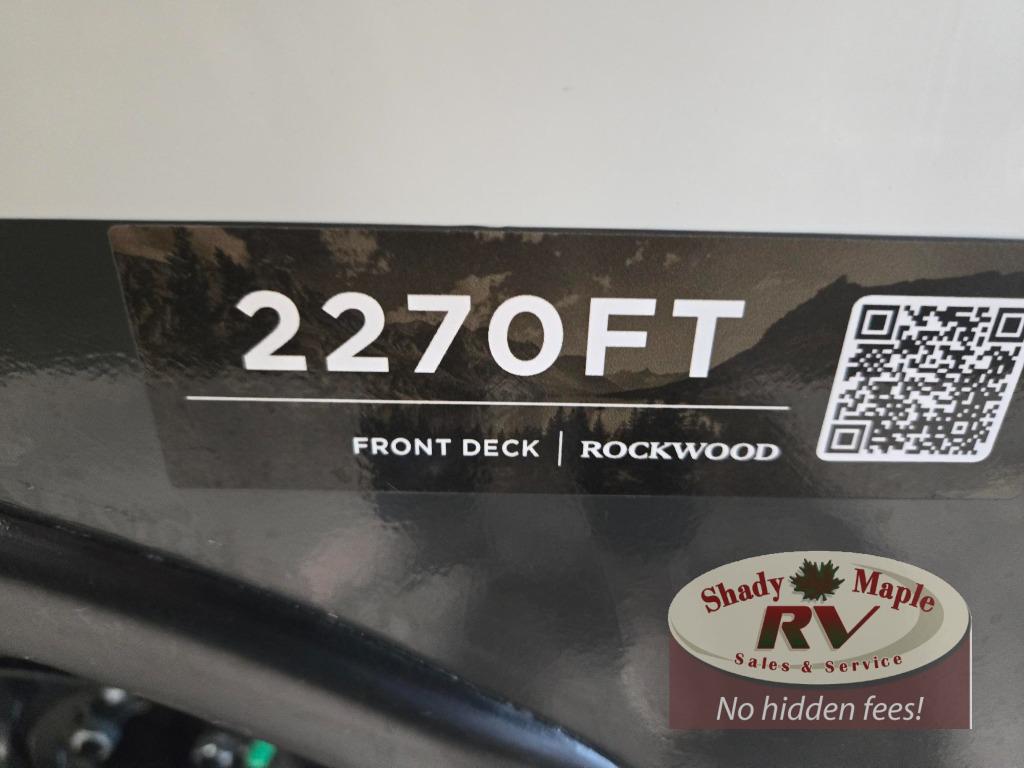 2270FT
FRONT DECK | ROCKWOOD
Shady Maple
RV
Sales & Service
No hidden fees!